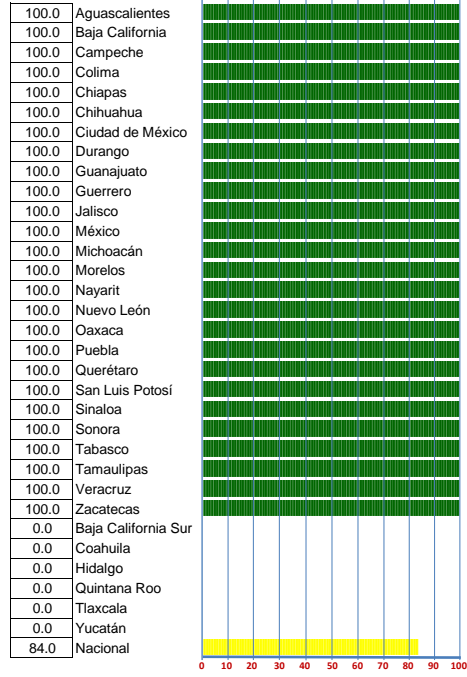 100.0 Aguascalientes
100.0 Baja California
100.0 Campeche
100.0 Colima
100.0 Chiapas
100.0 Chihuahua
100.0 Ciudad de México
100.0 Durango
100.0 Guanajuato
100.0 Guerrero
100.0 Jalisco
100.0 México
100.0 Michoacán
100.0 Morelos
100.0 Nayarit
100.0 Nuevo León
100.0 Oaxaca
100.0 Puebla
100.0 Querétaro
100.0 San Luis Potosí
100.0 Sinaloa
100.0 Sonora
100.0 Tabasco
100.0 Tamaulipas
100.0 Veracruz
100.0 Zacatecas
0.0 Baja California Sur
0.0 Coahuila
0.0 Hidalgo
0.0 Quintana Roo
0.0 Tlaxcala
0.0 Yucatán
84.0 Nacional
0 10 20 30 40 50 60 70 80 90 100